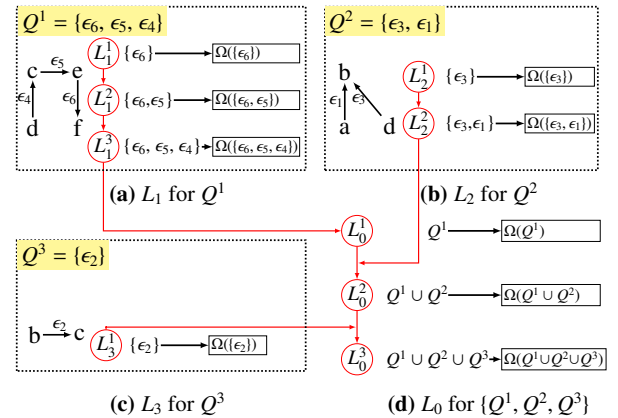 Q¹ = {ϵ₆, ϵ₅, ϵ₄}
c ϵ₅ e
ϵ₄ ϵ₆
d f
L₁¹ {ϵ₆} Ω({ϵ₆})
L₁² {ϵ₆,ϵ₅} Ω({ϵ₆, ϵ₅})
L₁³ {ϵ₆, ϵ₅, ϵ₄} Ω({ϵ₆, ϵ₅, ϵ₄})
(a) L₁ for Q¹
Q² = {ϵ₃, ϵ₁}
b
ϵ₁ ϵ₃
a d
L₂¹ {ϵ₃} Ω({ϵ₃})
L₂² {ϵ₃,ϵ₁} Ω({ϵ₃, ϵ₁})
(b) L₂ for Q²
Q³ = {ϵ₂}
b ϵ₂ c
L₃¹ {ϵ₂} Ω({ϵ₂})
(c) L₃ for Q³
L₀¹ Q¹ Ω(Q¹)
L₀² Q¹ ∪ Q² Ω(Q¹ ∪ Q²)
L₀³ Q¹ ∪ Q² ∪ Q³ Ω(Q¹∪Q²∪Q³)
(d) L₀ for {Q¹, Q², Q³}